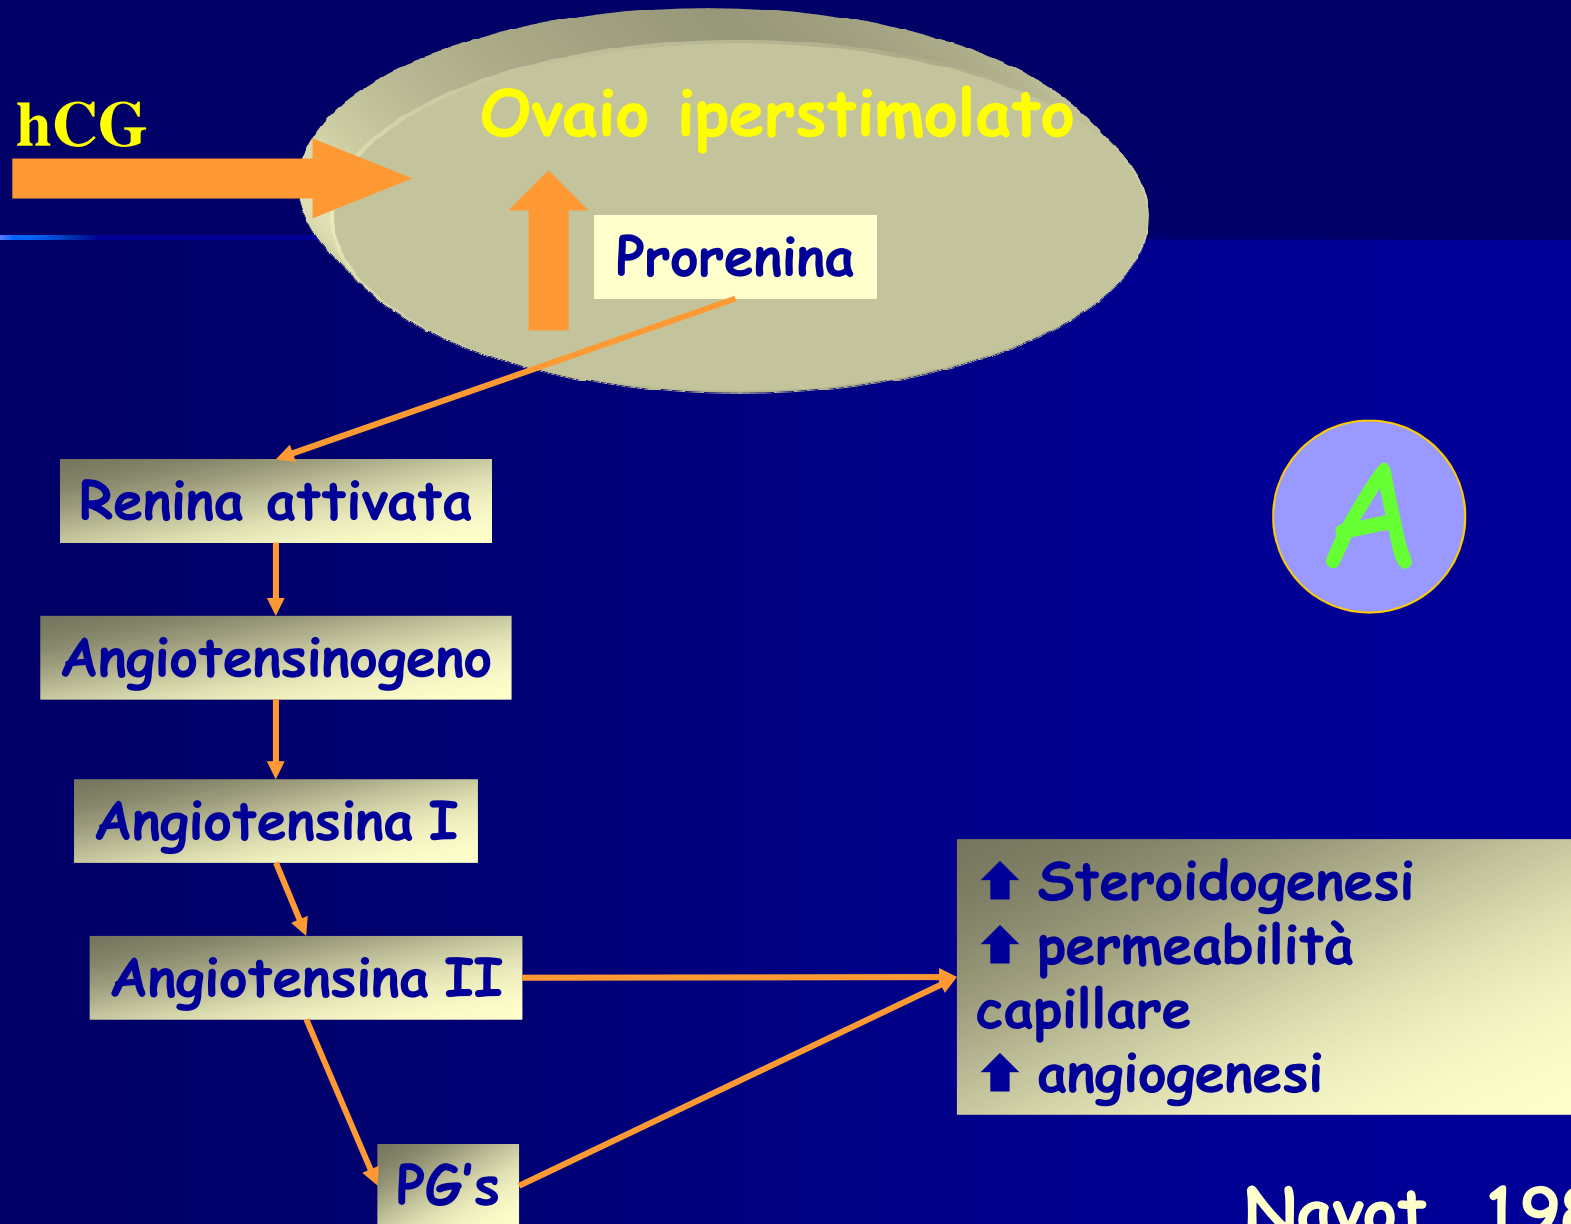 hCG
Ovaio iperstimolato
Prorenina
Renina attivata
A
Angiotensinogeno
Angiotensina I
Steroidogenesi
permeabilità
capillare
angiogenesi
Angiotensina II
PG's
Navot